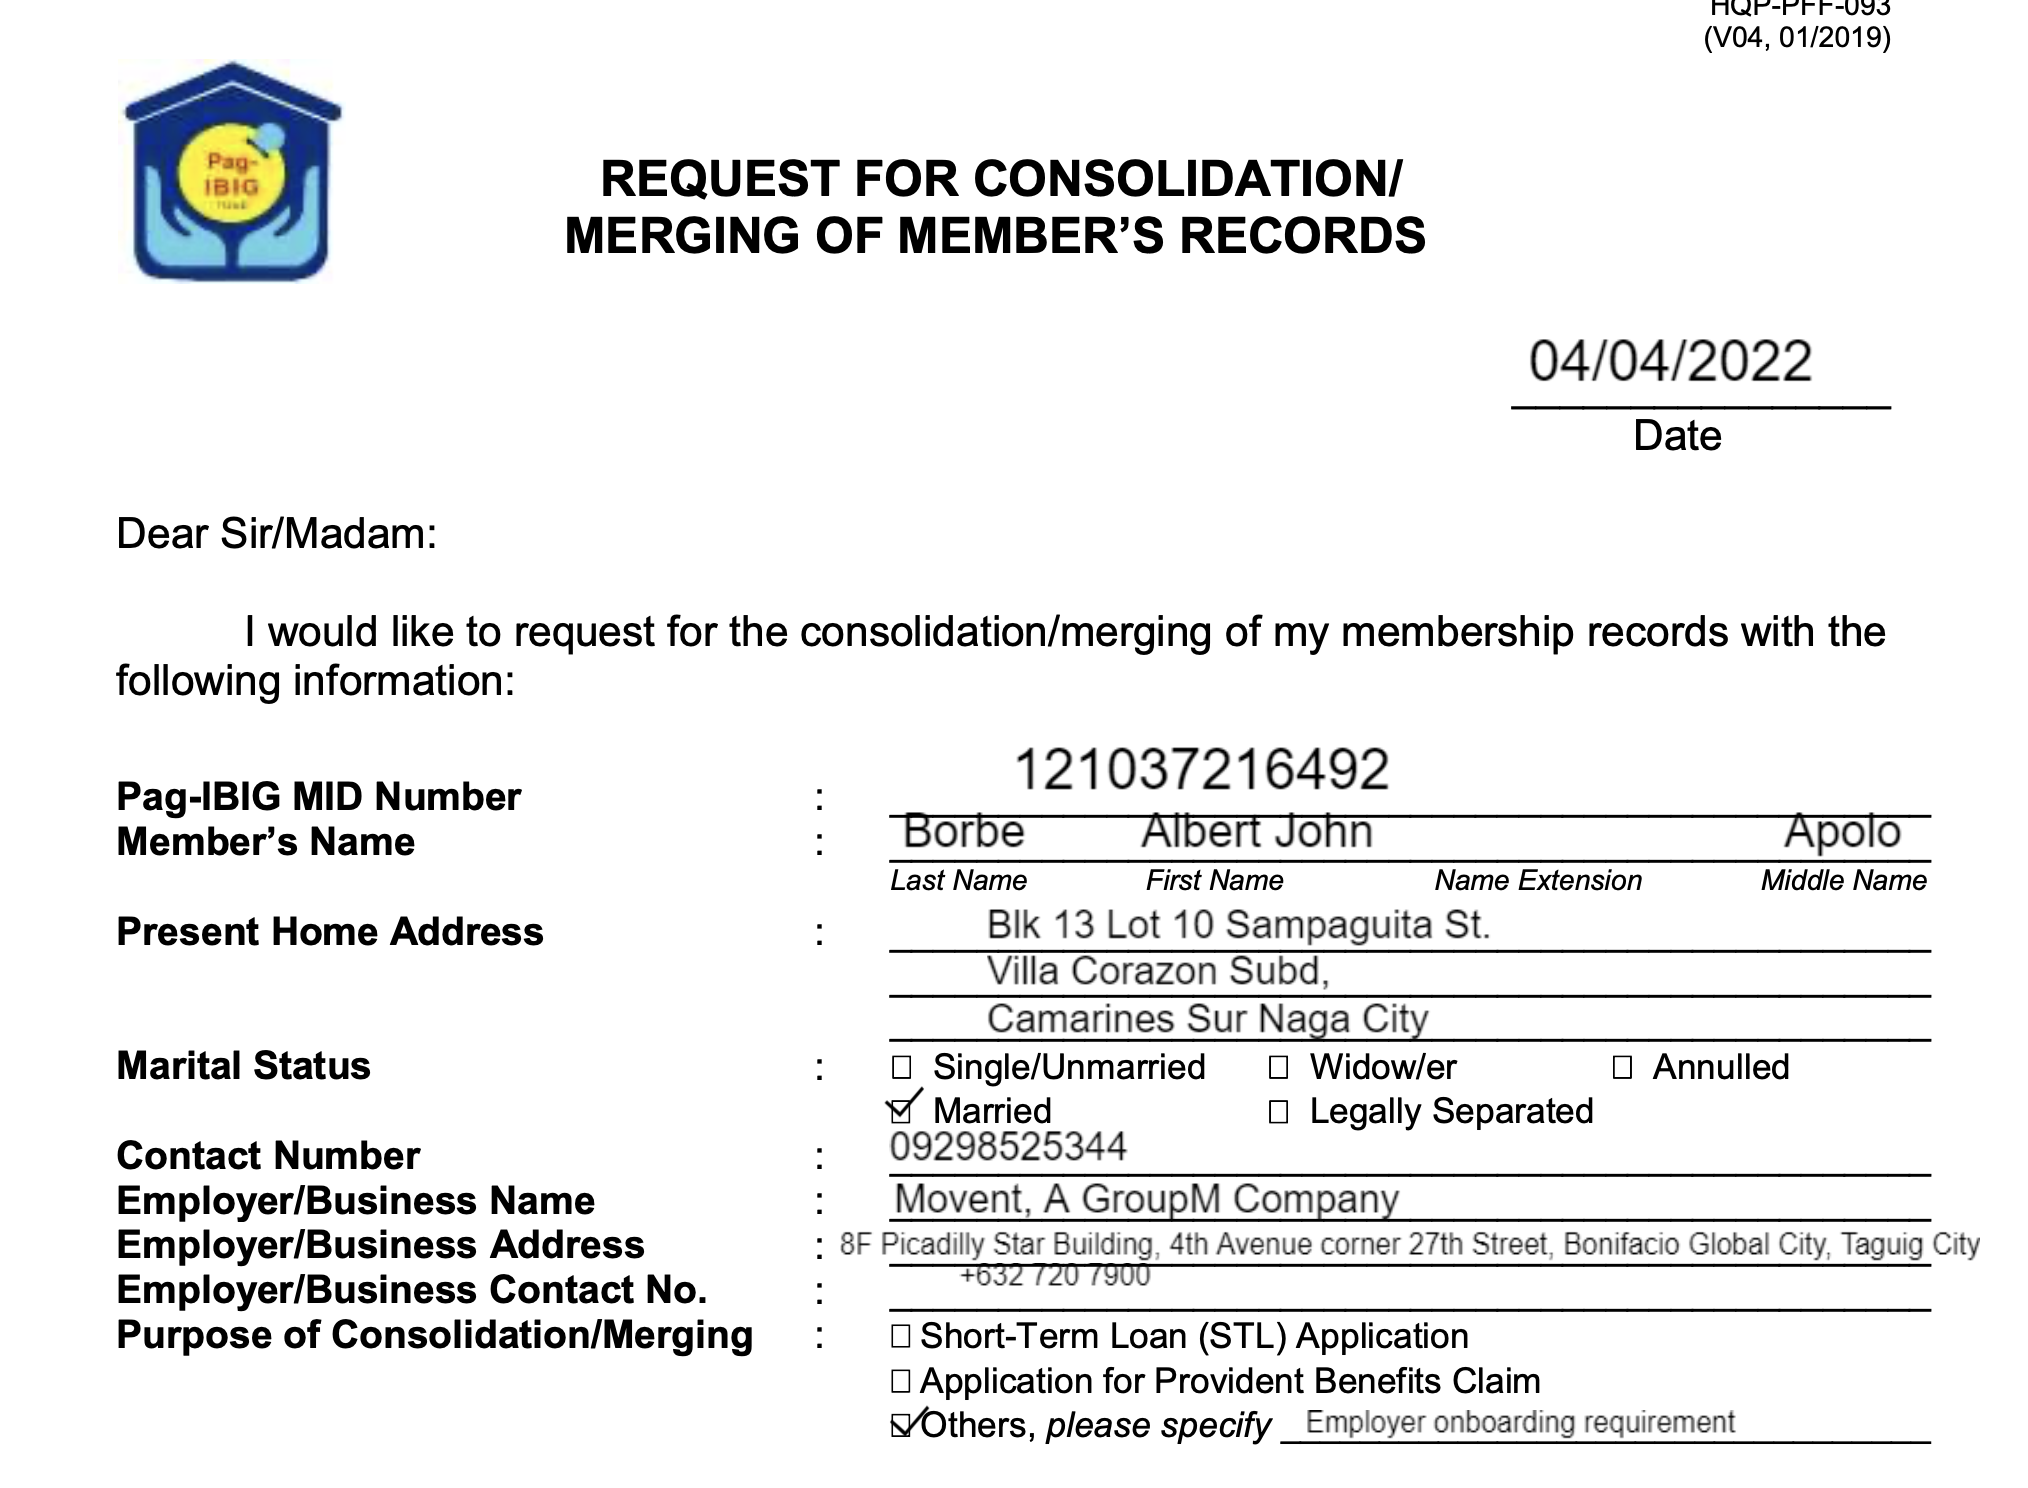 HQP-PFF-093
(V04, 01/2019)
Pag-
IBIG
REQUEST FOR CONSOLIDATION/
MERGING OF MEMBER’S RECORDS
04/04/2022
Date
Dear Sir/Madam:
I would like to request for the consolidation/merging of my membership records with the
following information:
Pag-IBIG MID Number : 121037216492
Member’s Name : Borbe Albert John Apolo
Last Name First Name Name Extension Middle Name
Present Home Address : Blk 13 Lot 10 Sampaguita St.
Villa Corazon Subd,
Camarines Sur Naga City
Marital Status : Single/Unmarried Widow/er Annulled
Married Legally Separated
Contact Number : 09298525344
Employer/Business Name : Movent, A GroupM Company
Employer/Business Address : 8F Picadilly Star Building, 4th Avenue corner 27th Street, Bonifacio Global City, Taguig City
Employer/Business Contact No. : +632 720 7900
Purpose of Consolidation/Merging : Short-Term Loan (STL) Application
Application for Provident Benefits Claim
Others, please specify Employer onboarding requirement